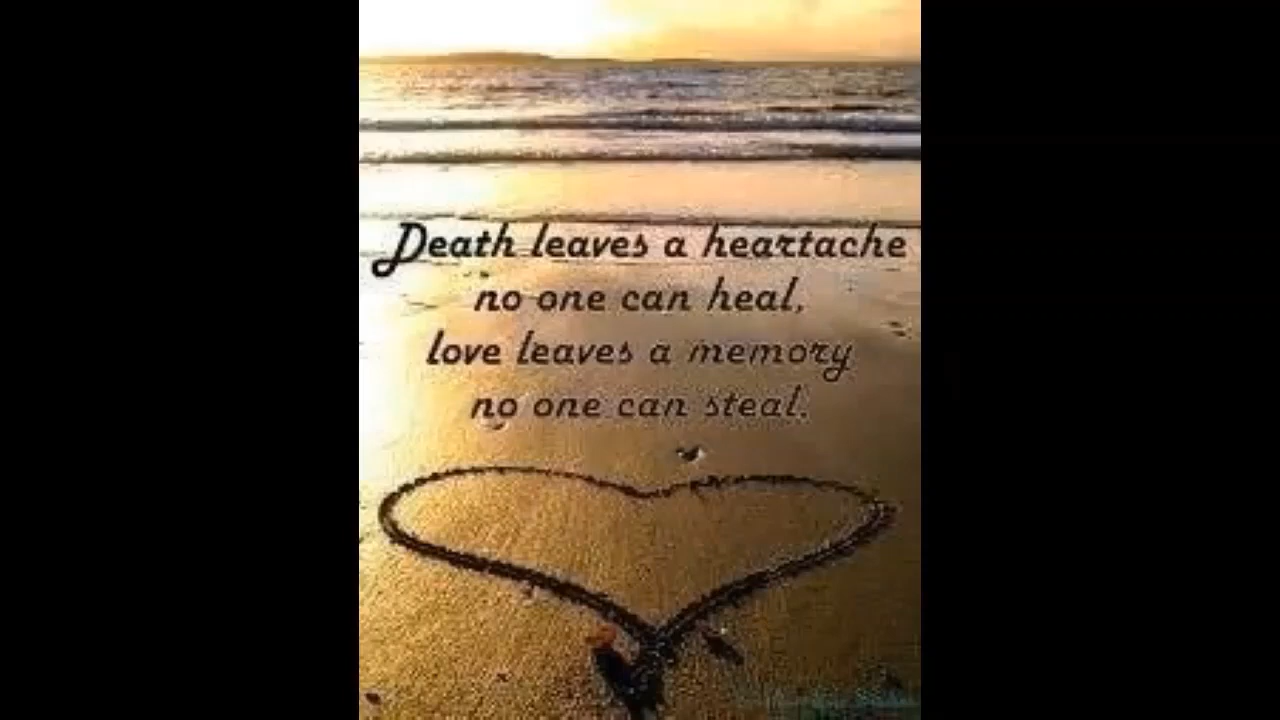 Death leaves a heartache
no one can heal,
love leaves a memory
no one can steal.